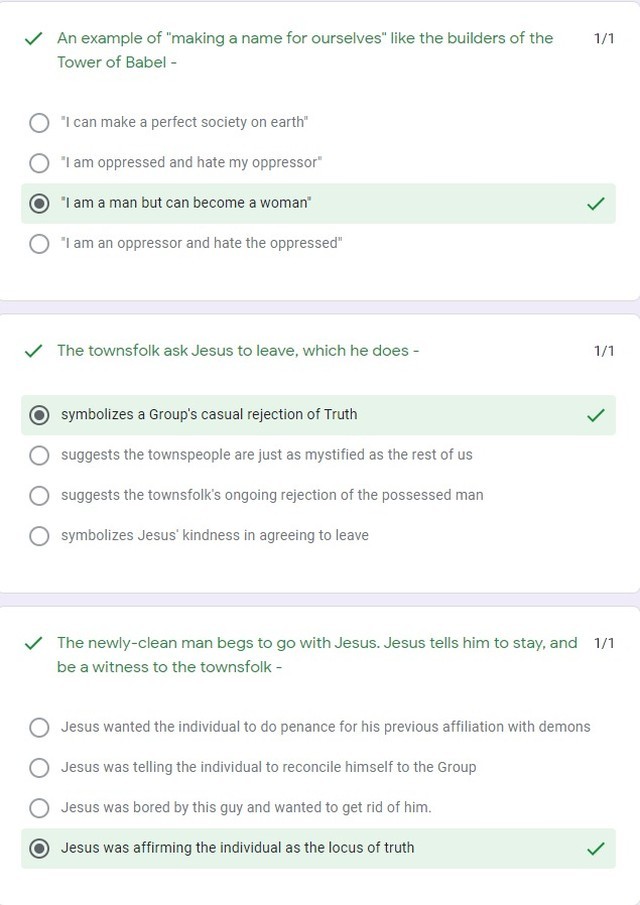 An example of "making a name for ourselves" like the builders of the 1/1
Tower of Babel -
"I can make a perfect society on earth"
"I am oppressed and hate my oppressor"
"I am a man but can become a woman"
"I am an oppressor and hate the oppressed"
The townsfolk ask Jesus to leave, which he does - 1/1
symbolizes a Group's casual rejection of Truth
suggests the townspeople are just as mystified as the rest of us
suggests the townsfolk's ongoing rejection of the possessed man
symbolizes Jesus' kindness in agreeing to leave
The newly-clean man begs to go with Jesus. Jesus tells him to stay, and 1/1
be a witness to the townsfolk -
Jesus wanted the individual to do penance for his previous affiliation with demons
Jesus was telling the individual to reconcile himself to the Group
Jesus was bored by this guy and wanted to get rid of him.
Jesus was affirming the individual as the locus of truth